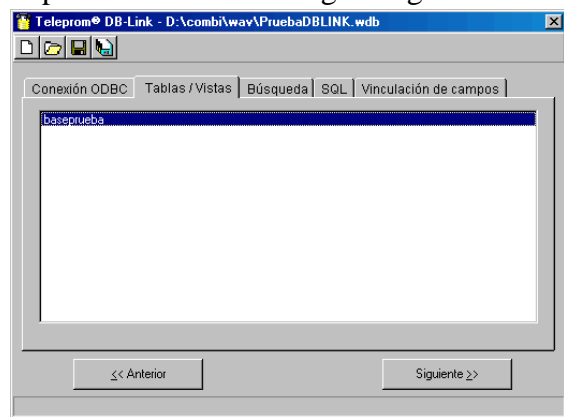 Teleprom® DB-Link - D:\combi\wav\PruebaDBLINK.wdb
Conexión ODBC Tablas / Vistas Búsqueda SQL Vinculación de campos
baseprueba
<< Anterior Siguiente >>